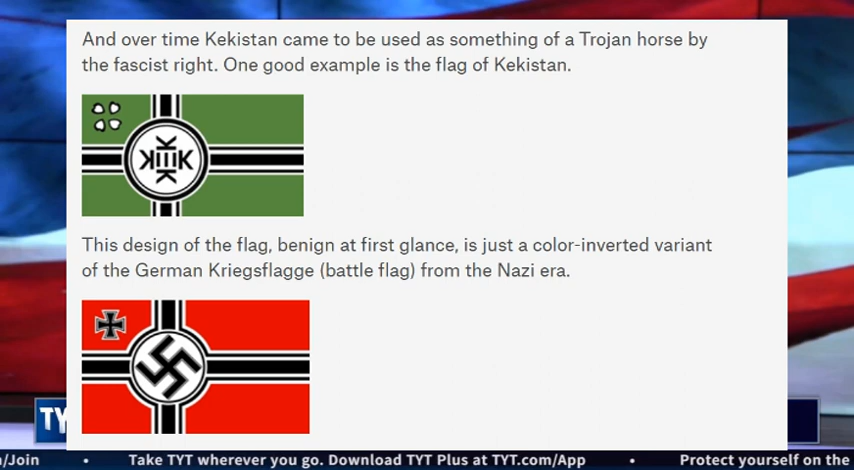 And over time Kekistan came to be used as something of a Trojan horse by
the fascist right. One good example is the flag of Kekistan.
This design of the flag, benign at first glance, is just a color-inverted variant
of the German Kriegsflagge (battle flag) from the Nazi era.
TY
/Join • Take TYT wherever you go. Download TYT Plus at TYT.com/App • Protect yourself on the